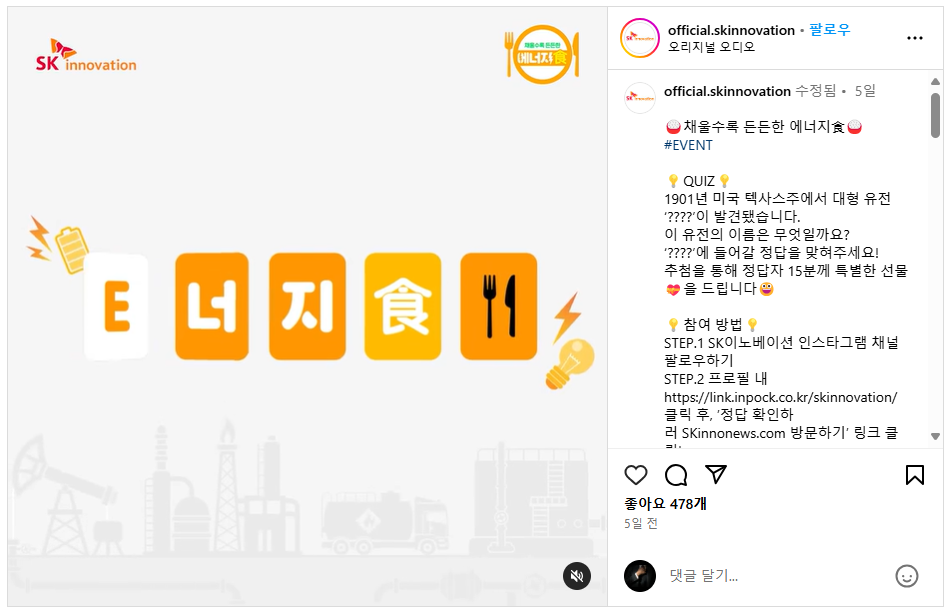 SK innovation
채울수록 든든한
에너지食
E너지食
official.skinnovation • 팔로우
오리지널 오디오
official.skinnovation 수정됨 • 5일
🍚채울수록 든든한 에너지食🍚
#EVENT
💡QUIZ💡
1901년 미국 텍사스주에서 대형 유전
‘????’이 발견됐습니다.
이 유전의 이름은 무엇일까요?
‘????’에 들어갈 정답을 맞혀주세요!
추첨을 통해 정답자 15분께 특별한 선물
💝을 드립니다😀
💡참여 방법💡
STEP.1 SK이노베이션 인스타그램 채널
팔로우하기
STEP.2 프로필 내
https://link.inpock.co.kr/skinnovation/
클릭 후, ‘정답 확인하
러 SKinnonews.com 방문하기’ 링크 클
좋아요 478개
5일 전
댓글 달기...